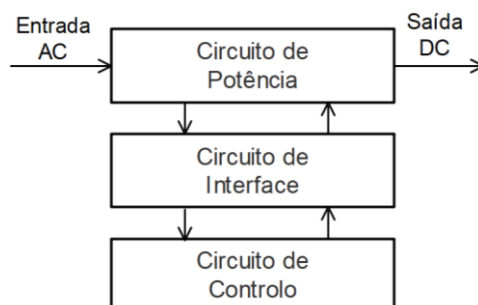 Entrada
AC
Circuito de
Potência
Saída
DC
Circuito de
Interface
Circuito de
Controlo